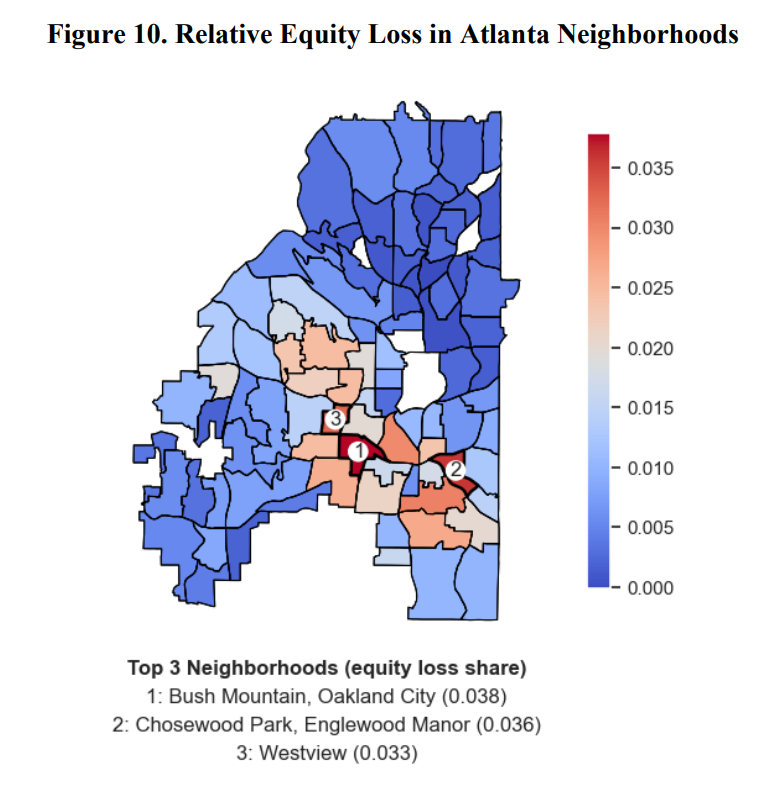 Figure 10. Relative Equity Loss in Atlanta Neighborhoods
0.035
0.030
0.025
0.020
0.015
0.010
0.005
0.000
3
1
2
Top 3 Neighborhoods (equity loss share)
1: Bush Mountain, Oakland City (0.038)
2: Chosewood Park, Englewood Manor (0.036)
3: Westview (0.033)